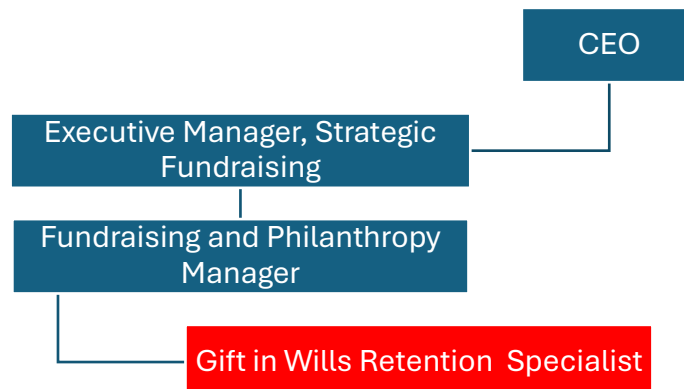 CEO
Executive Manager, Strategic
Fundraising
Fundraising and Philanthropy
Manager
Gift in Wills Retention  Specialist